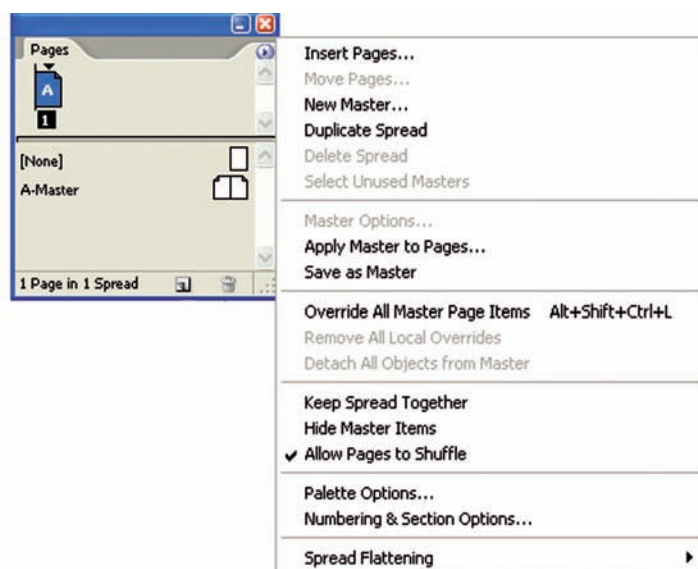 Pages
A
1
[None]
A-Master
1 Page in 1 Spread
Insert Pages...
Move Pages...
New Master...
Duplicate Spread
Delete Spread
Select Unused Masters
Master Options...
Apply Master to Pages...
Save as Master
Override All Master Page Items Alt+Shift+Ctrl+L
Remove All Local Overrides
Detach All Objects from Master
Keep Spread Together
Hide Master Items
Allow Pages to Shuffle
Palette Options...
Numbering & Section Options...
Spread Flattening